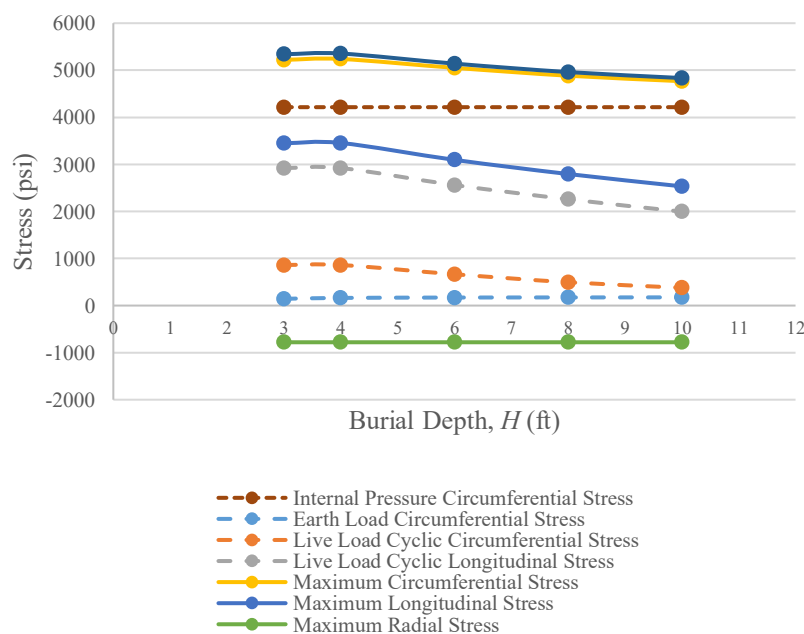 6000
5000
4000
3000
2000
1000
0
-1000
-2000
Stress (psi)
0 1 2 3 4 5 6 7 8 9 10 11 12
Burial Depth, H (ft)
Internal Pressure Circumferential Stress
Earth Load Circumferential Stress
Live Load Cyclic Circumferential Stress
Live Load Cyclic Longitudinal Stress
Maximum Circumferential Stress
Maximum Longitudinal Stress
Maximum Radial Stress